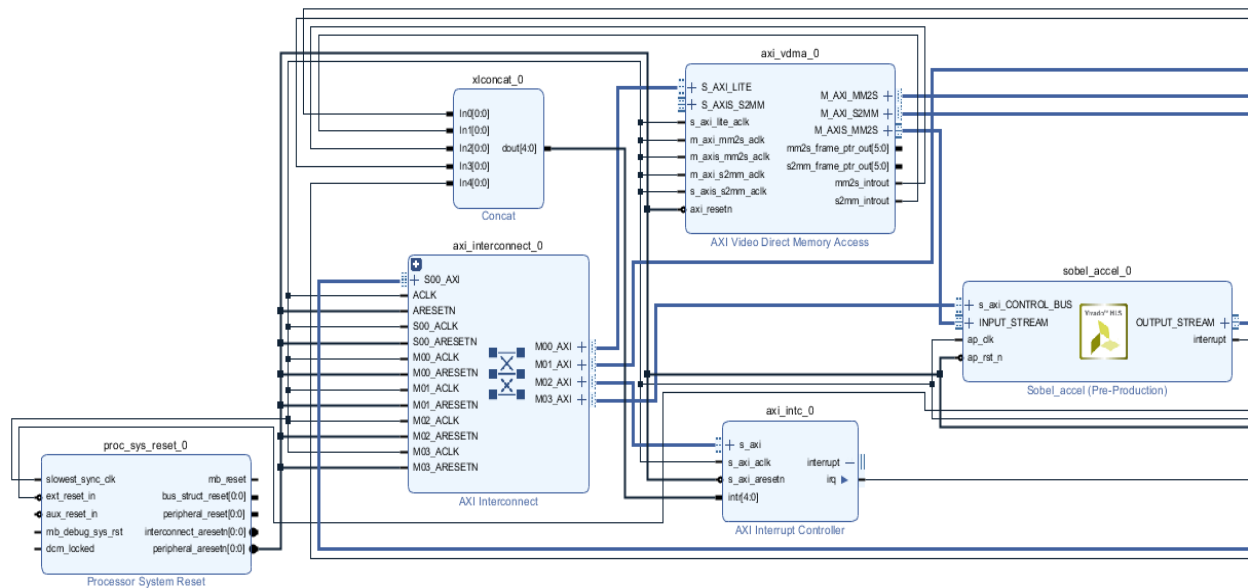 xlconcat_0
In0[0:0]
In1[0:0]
In2[0:0]
In3[0:0]
In4[0:0]
dout[4:0]
Concat
axi_vdma_0
S_AXI_LITE
S_AXIS_S2MM
s_axi_lite_aclk
m_axi_mm2s_aclk
m_axis_mm2s_aclk
m_axi_s2mm_aclk
s_axis_s2mm_aclk
axi_resetn
M_AXI_MM2S
M_AXI_S2MM
M_AXIS_MM2S
mm2s_frame_ptr_out[5:0]
s2mm_frame_ptr_out[5:0]
mm2s_introut
s2mm_introut
AXI Video Direct Memory Access
axi_interconnect_0
S00_AXI
ACLK
ARESETN
S00_ACLK
S00_ARESETN
M00_ACLK
M00_ARESETN
M01_ACLK
M01_ARESETN
M02_ACLK
M02_ARESETN
M03_ACLK
M03_ARESETN
M00_AXI
M01_AXI
M02_AXI
M03_AXI
AXI Interconnect
sobel_accel_0
s_axi_CONTROL_BUS
INPUT_STREAM
ap_clk
ap_rst_n
Vivado™ HLS
OUTPUT_STREAM
interrupt
Sobel_accel (Pre-Production)
axi_intc_0
s_axi
s_axi_aclk
s_axi_aresetn
intr[4:0]
interrupt
irq
AXI Interrupt Controller
proc_sys_reset_0
slowest_sync_clk
ext_reset_in
aux_reset_in
mb_debug_sys_rst
dcm_locked
mb_reset
bus_struct_reset[0:0]
peripheral_reset[0:0]
interconnect_aresetn[0:0]
peripheral_aresetn[0:0]
Processor System Reset